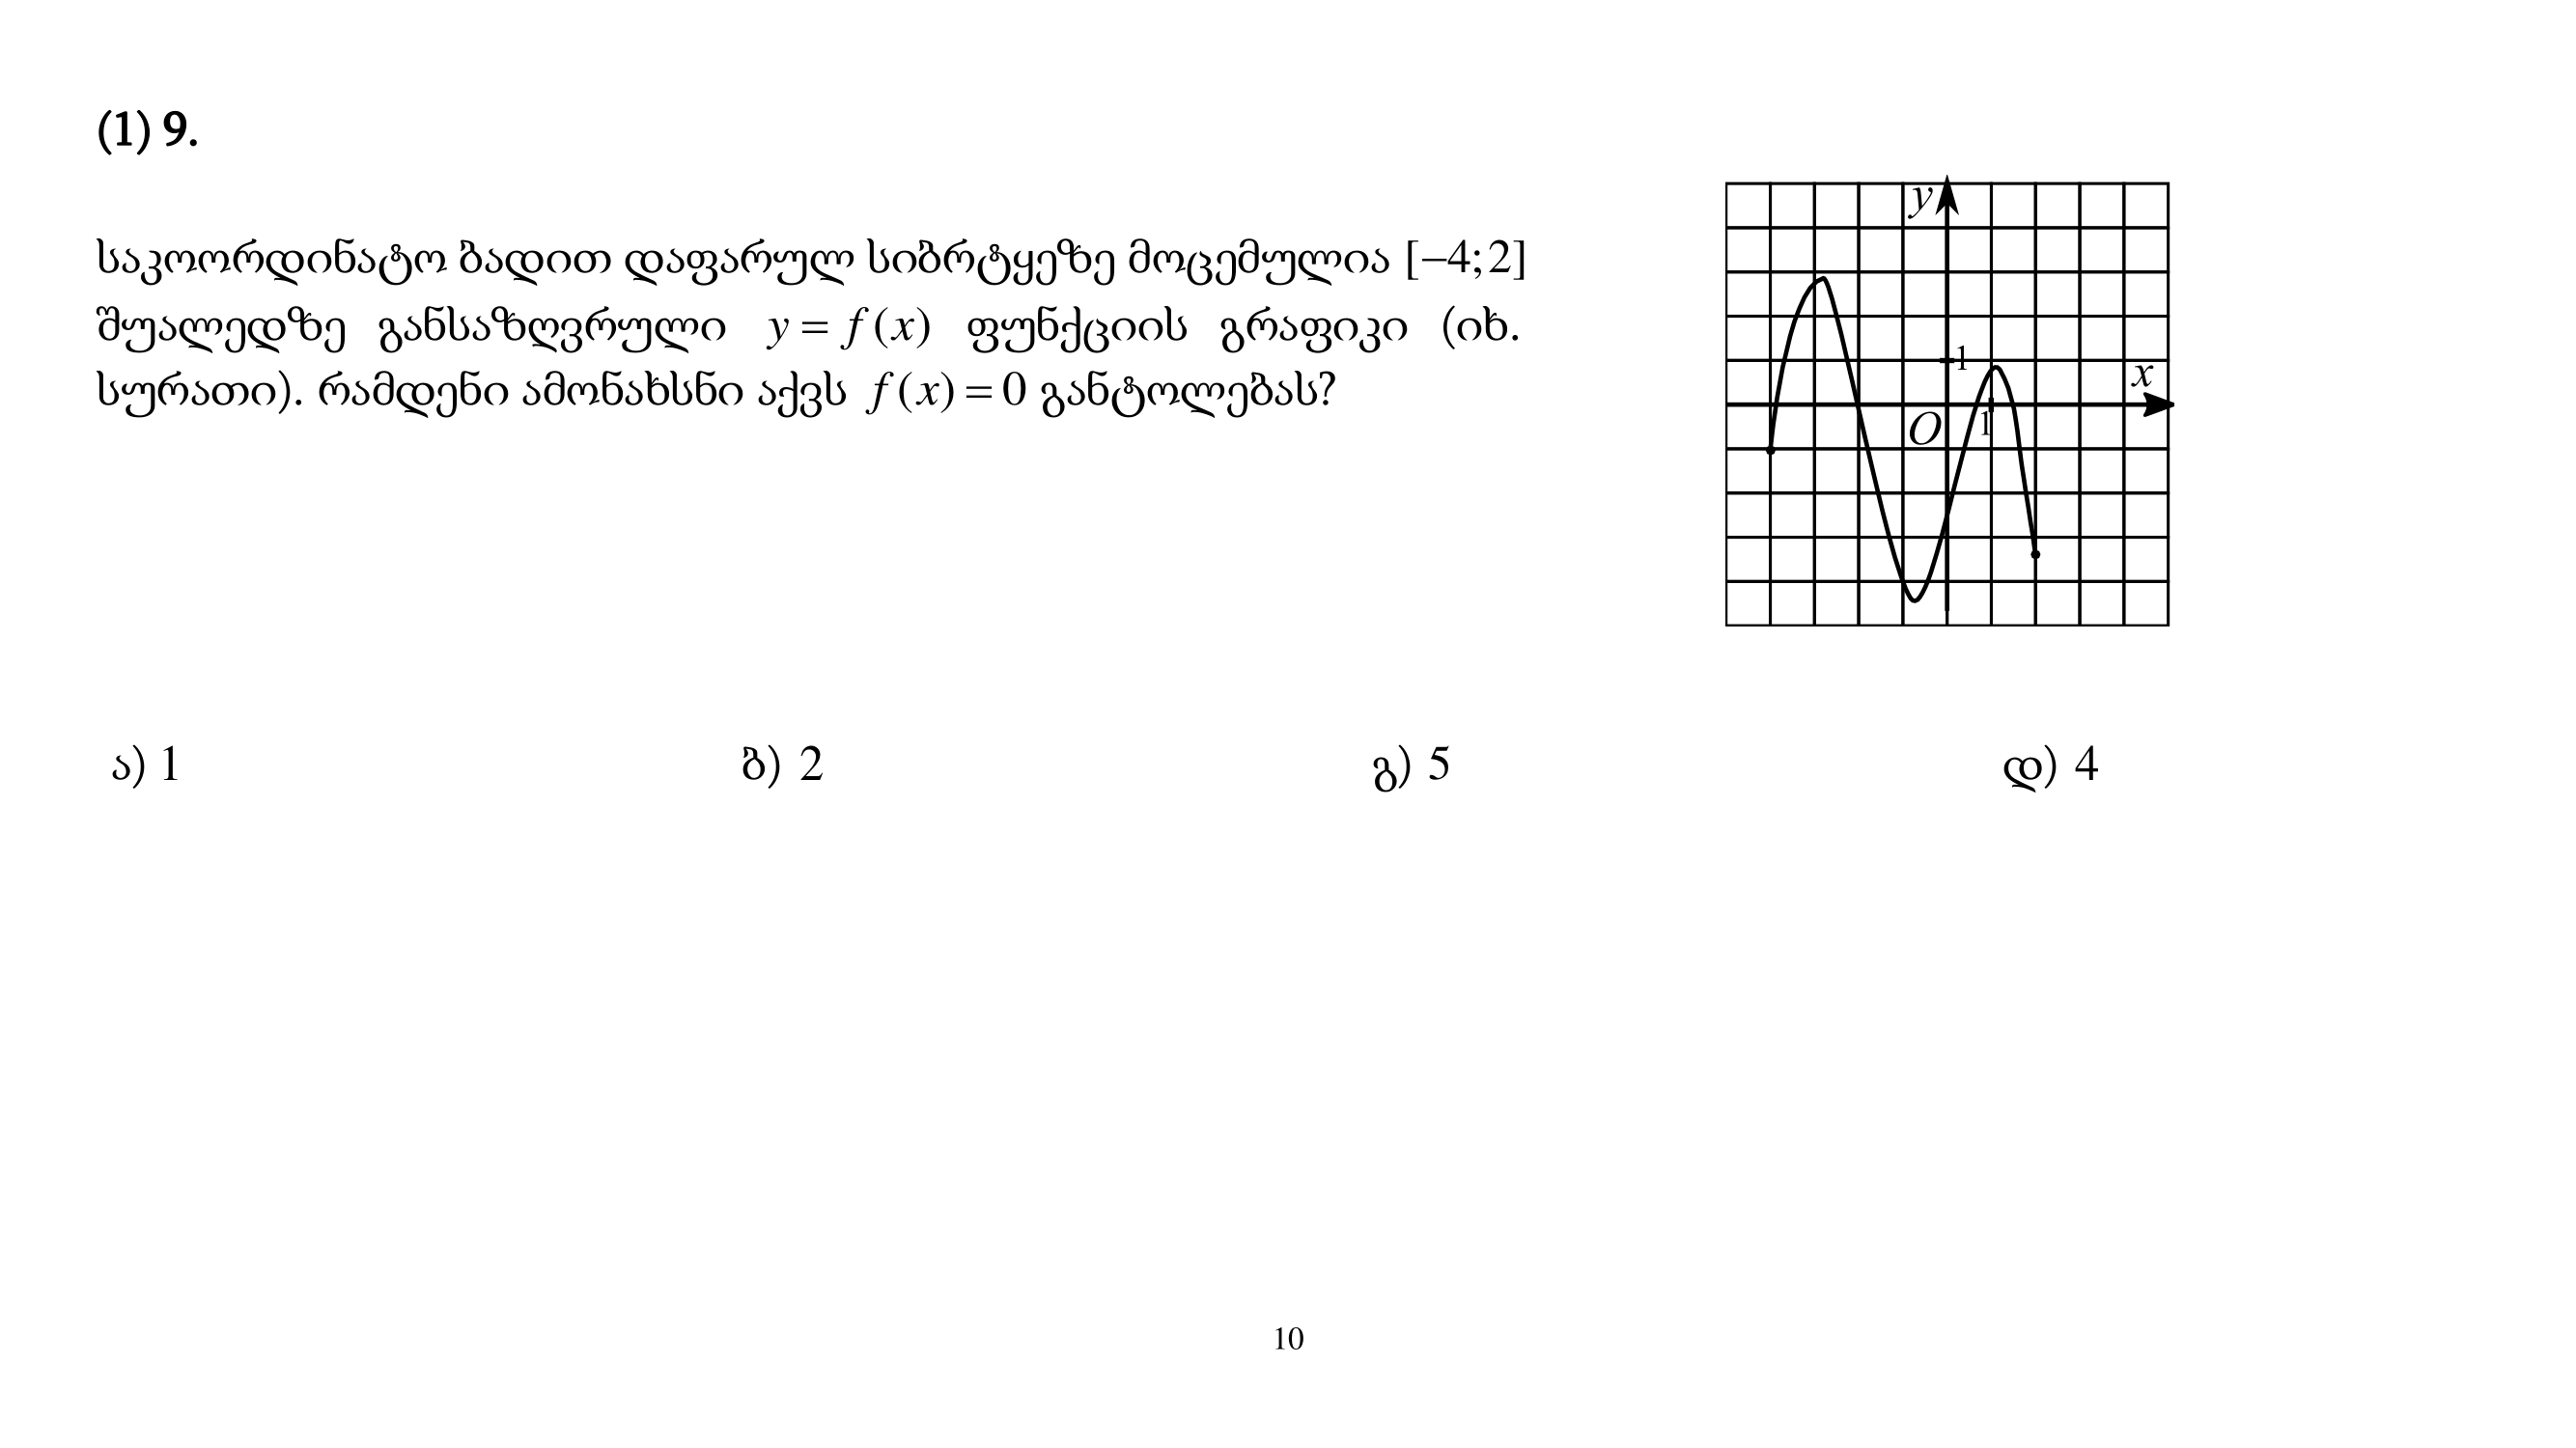 (1) 9.
საკოორდინატო ბადით დაფარულ სიბრტყეზე მოცემულია [−4; 2]
შუალედზე განსაზღვრული y = f(x) ფუნქციის გრაფიკი (იხ.
სურათი). რამდენი ამონახსნი აქვს f(x) = 0 განტოლებას?
y
1
x
O
1
ა) 1 ბ) 2 გ) 5 დ) 4
10